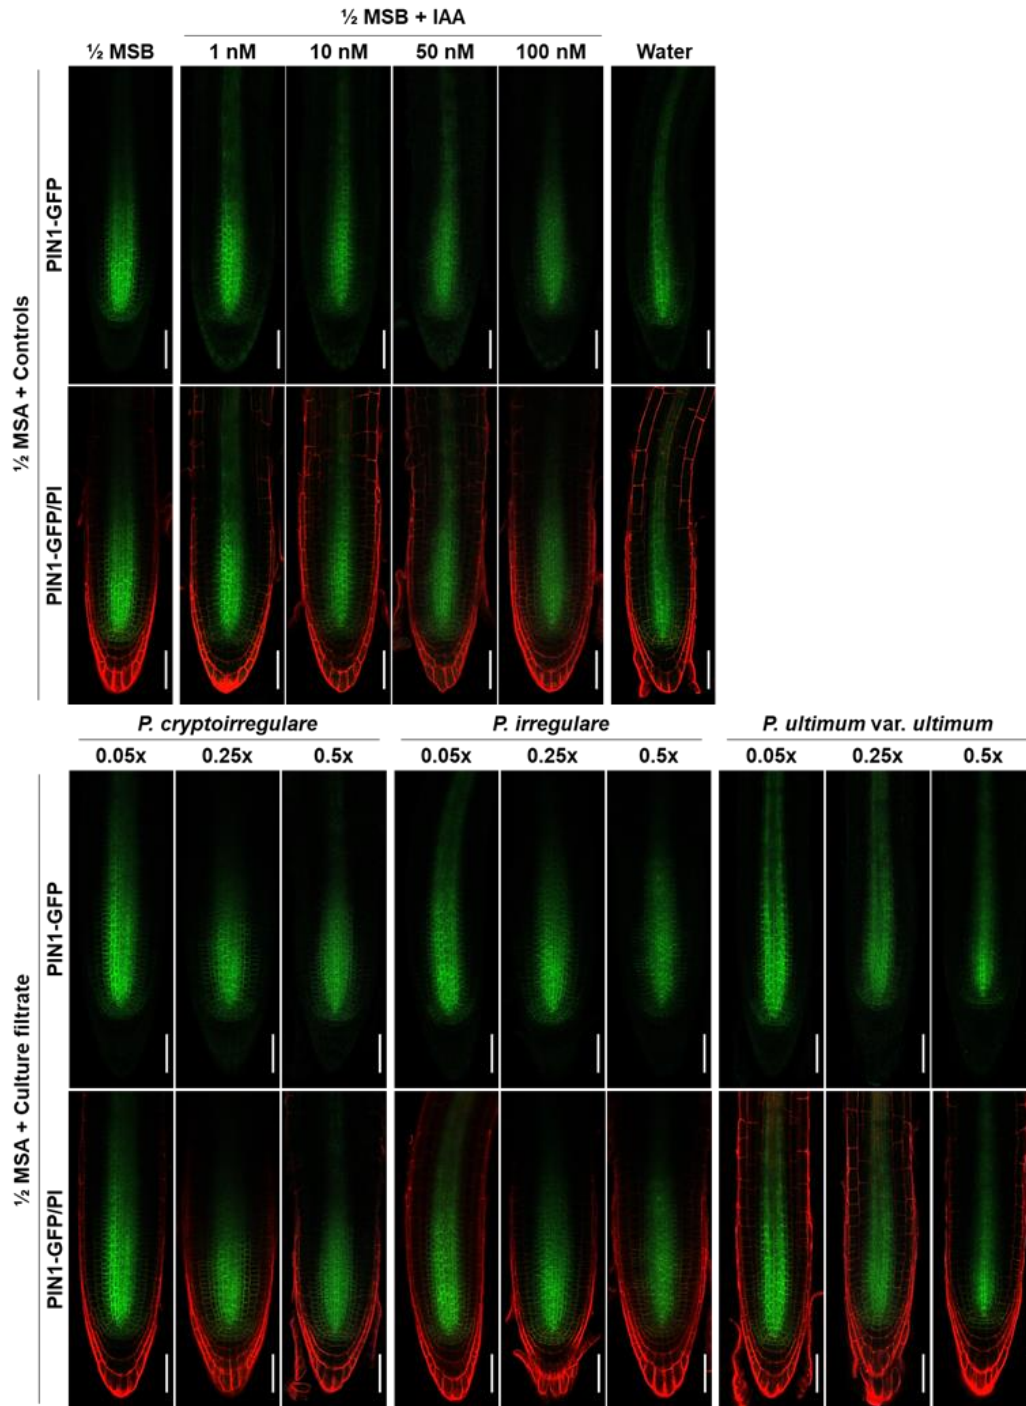 ½ MSB + IAA
½ MSB 1 nM 10 nM 50 nM 100 nM Water
½ MSA + Controls
PIN1-GFP
PIN1-GFP/PI
P. cryptoirregulare P. irregulare P. ultimum var. ultimum
0.05x 0.25x 0.5x 0.05x 0.25x 0.5x 0.05x 0.25x 0.5x
½ MSA + Culture filtrate
PIN1-GFP
PIN1-GFP/PI